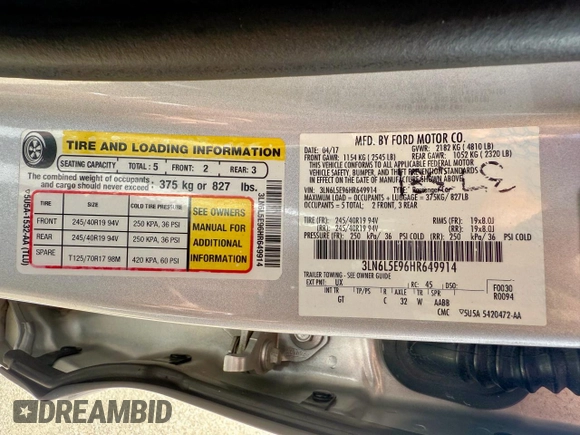 TIRE AND LOADING INFORMATION
SEATING CAPACITY TOTAL : 5 FRONT : 2 REAR : 3
The combined weight of occupants and cargo should never exceed : 375 kg or 827 lbs.
TIRE SIZE COLD TIRE PRESSURE
FRONT 245/40R19 94V 250 KPA, 36 PSI
REAR 245/40R19 94V 250 KPA, 36 PSI
SPARE T125/70R17 98M 420 KPA, 60 PSI
SEE OWNERS
MANUAL FOR
ADDITIONAL
INFORMATION
3LN6L5E96HR649914
MFD. BY FORD MOTOR CO.
04/17 GVWR: 2182 KG ( 4810 LB)
FRONT GAWR: 1154 KG ( 2545 LB) REAR GAWR: 1052 KG ( 2320 LB)
THIS VEHICLE CONFORMS TO ALL APPLICABLE FEDERAL MOTOR
VEHICLE SAFETY, BUMPER, AND THEFT PREVENTION STANDARDS
IN EFFECT ON THE DATE OF MANUFACTURE SHOWN ABOVE.
VIN: 3LN6L5E96HR649914
MAXIMUM LOAD = OCCUPANTS + LUGGAGE = 375KG/ 827LB
OCCUPANTS = 5 TOTAL: 2 FRONT, 3 REAR
FR TIRE: 245/40R19 94V RIMS (FR): 19x8.0J
RR TIRE: 245/40R19 94V (RR): 19x8.0J
PRESSURE (FR): 250 kPa/ 36 PSI COLD (RR): 250 kPa/ 36 PSI COLD
3LN6L5E96HR649914
TRAILER TOWING - SEE OWNER GUIDE
EXT PNT: UX RC: 45 DSO: F0030
R0094
INT TR TP/PS R AXLE TR SPR
GT C 32 W AABB
CMC 5U5A 5420472-AA
DREAMBID